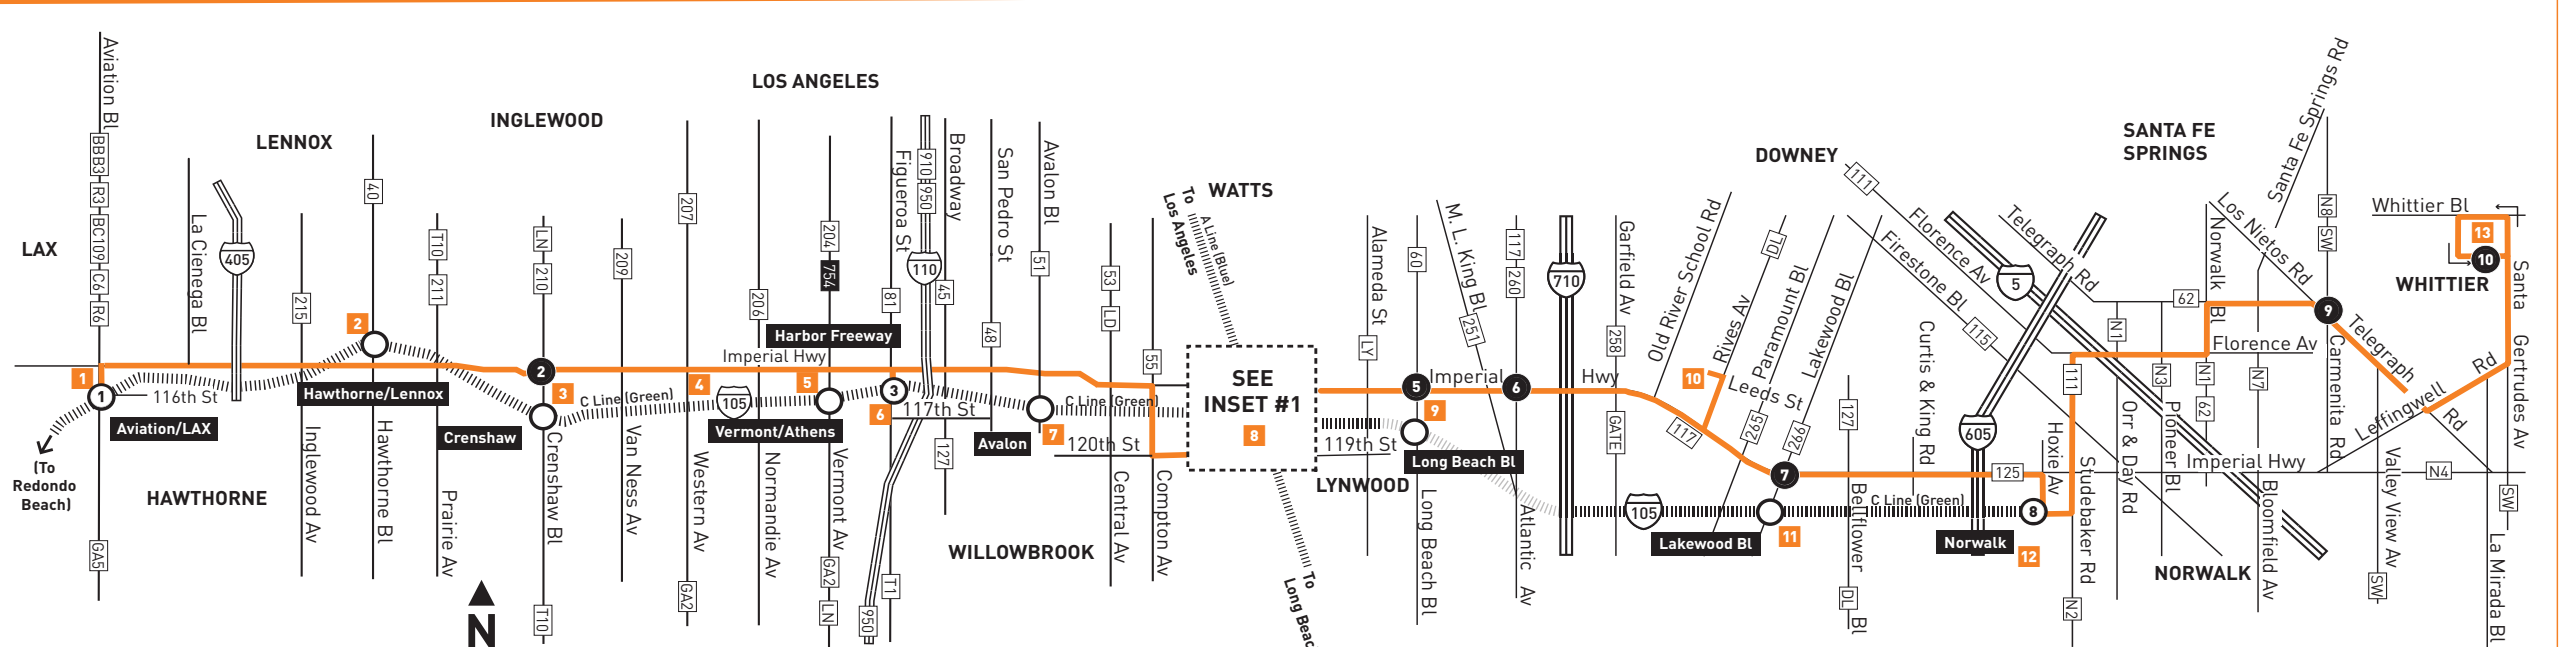 Aviation Bl
BBB3
R3
BC109
C6
R6
GA5
LAX
1
1
116th St
Aviation/LAX
(To
Redondo
Beach)
La Cienega Bl
405
LENNOX
HAWTHORNE
215
Inglewood Av
40
2
Hawthorne/Lennox
Hawthorne Bl
T10
211
Prairie Av
N
INGLEWOOD
LN
210
2
3
Crenshaw
Crenshaw Bl
T10
C Line (Green)
209
Van Ness Av
207
4
Western Av
GA2
LOS ANGELES
206
Normandie Av
Imperial Hwy
105
204
754
Harbor Freeway
5
Vermont/Athens
Vermont Av
GA2
LN
Figueroa St
81
3
6
T1
950
910
950
110
117th St
Broadway
45
127
San Pedro St
48
Avalon Bl
51
Avalon
7
WILLOWBROOK
C Line (Green)
120th St
53
LD
Central Av
55
Compton Av
To
Los Angeles
A Line (Blue)
WATTS
SEE
INSET #1
8
To
Long Beac
119th St
LYNWOOD
Alameda St
LY
60
5
9
Long Beach Bl
Long Beach Bl
Imperial
Hwy
M. L. King Bl
251
117
260
6
Atlantic Av
710
Garfield Av
258
GATE
105
Old River School Rd
117
10
Rives Av
DL
Leeds St
Paramount Bl
265
Lakewood Bl
266
7
Lakewood Bl
11
DOWNEY
111
Florence Av
Firestone Bl
115
127
Bellflower
Bl
DL
C Line (Green)
Curtis & King Rd
605
Norwalk
125
8
12
Hoxie Av
111
Studebaker Rd
N2
5
Telegraph Rd
62
N1
Orr & Day Rd
N3
Pioneer Bl
Norwalk Bl
N1
62
Florence Av
SANTA FE
SPRINGS
Los Nietos Rd
Santa Fe Springs Rd
N7
Bloomfield Av
Imperial Hwy
NORWALK
N8
SW
9
Carmenita Rd
Telegraph
Rd
Leffingwell
Rd
Valley View Av
SW
N4
Whittier Bl
13
10
WHITTIER
Santa Gertrudes Av
SW
La Mirada Bl